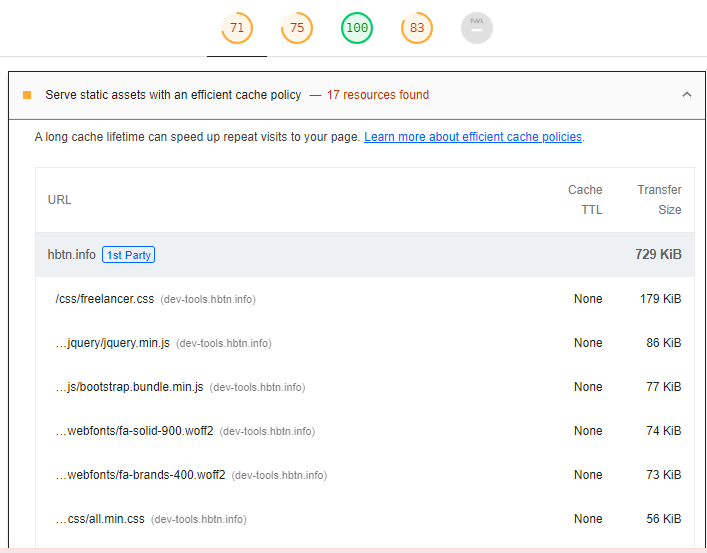 71 75 100 83 PWA
Serve static assets with an efficient cache policy — 17 resources found
A long cache lifetime can speed up repeat visits to your page. Learn more about efficient cache policies.
URL Cache TTL Transfer Size
hbtn.info 1st Party 729 KiB
/css/freelancer.css (dev-tools.hbtn.info) None 179 KiB
…jquery/jquery.min.js (dev-tools.hbtn.info) None 86 KiB
…js/bootstrap.bundle.min.js (dev-tools.hbtn.info) None 77 KiB
…webfonts/fa-solid-900.woff2 (dev-tools.hbtn.info) None 74 KiB
…webfonts/fa-brands-400.woff2 (dev-tools.hbtn.info) None 73 KiB
…css/all.min.css (dev-tools.hbtn.info) None 56 KiB